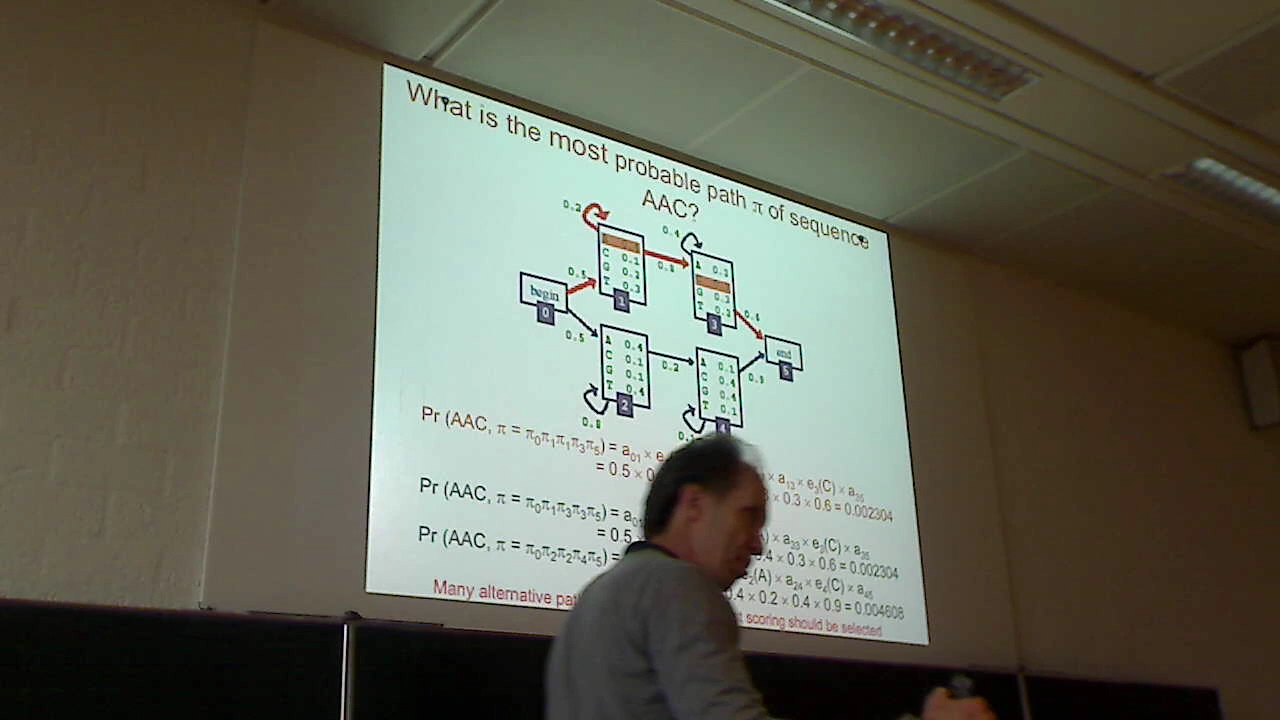 What is the most probable path π of sequence
AAC?
0.2
0.4
C 0.1
G 0.2
T 0.3
1
0.8
A 0.2
G 0.3
T 0.2
3
0.5
begin
0
0.6
end
5
0.5
A 0.4
C 0.1
G 0.1
T 0.4
2
0.2
A 0.1
C 0.4
G 0.4
T 0.1
4
0.9
0.8
Pr (AAC, π = π0π1π1π3π5) = a01 × e × a13 × e3(C) × a35
= 0.5 × 0.3 × 0.6 = 0.002304
Pr (AAC, π = π0π1π3π3π5) = × a33 × e3(C) × a35
= 0.5 0.4 × 0.3 × 0.6 = 0.002304
Pr (AAC, π = π0π2π2π4π5) = e2(A) × a24 × e4(C) × a45
0.4 × 0.2 × 0.4 × 0.9 = 0.004608
Many alternative scoring should be selected